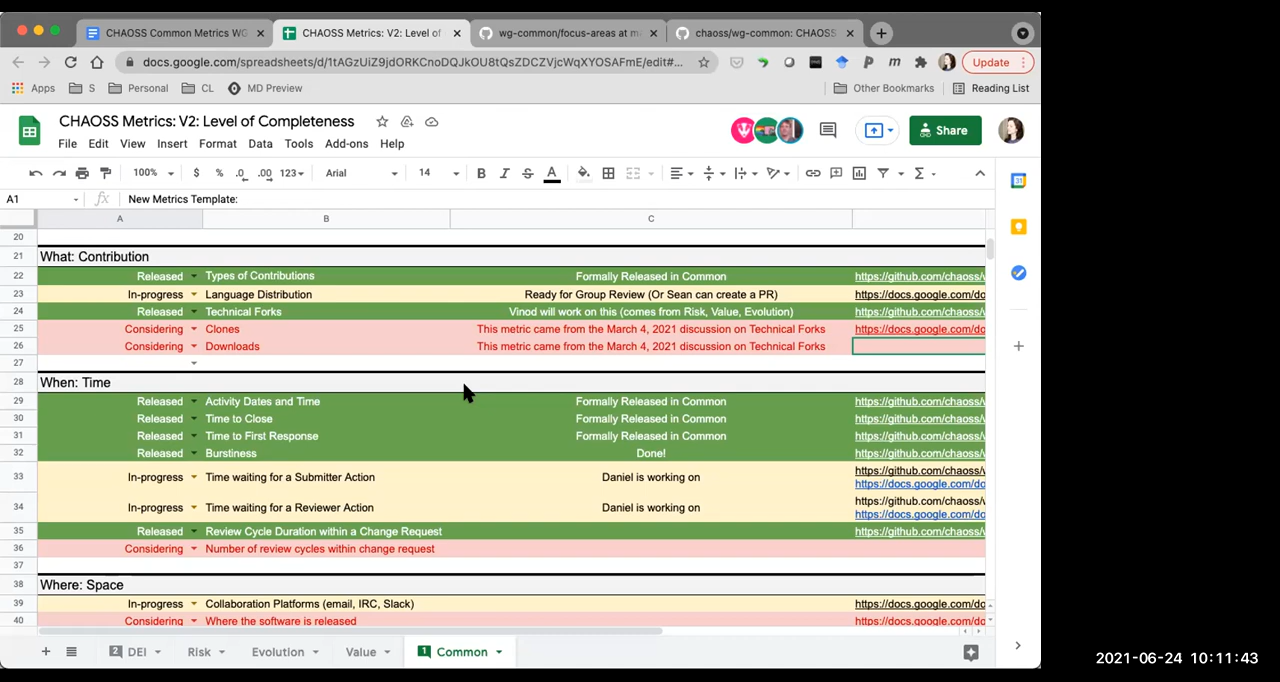 CHAOSS Common Metrics WG
CHAOSS Metrics: V2: Level of
wg-common/focus-areas at m
chaoss/wg-common: CHAOSS
docs.google.com/spreadsheets/d/1tAGzUiZ9jdORKCnoDQJkOU8tQsZDCZVjcWqXYOSAFmE/edit#...
Update
Apps
S
Personal
CL
MD Preview
Other Bookmarks
Reading List
CHAOSS Metrics: V2: Level of Completeness
File Edit View Insert Format Data Tools Add-ons Help
Share
100% $ % .0 .00 123 Arial 14 B I S A
A1 fx New Metrics Template:
A B C
20
21 What: Contribution
22 Released Types of Contributions Formally Released in Common https://github.com/chaoss/
23 In-progress Language Distribution Ready for Group Review (Or Sean can create a PR) https://docs.google.com/do
24 Released Technical Forks Vinod will work on this (comes from Risk, Value, Evolution) https://github.com/chaoss/
25 Considering Clones This metric came from the March 4, 2021 discussion on Technical Forks https://docs.google.com/do
26 Considering Downloads This metric came from the March 4, 2021 discussion on Technical Forks
27
28 When: Time
29 Released Activity Dates and Time Formally Released in Common https://github.com/chaoss/
30 Released Time to Close Formally Released in Common https://github.com/chaoss/
31 Released Time to First Response Formally Released in Common https://github.com/chaoss/
32 Released Burstiness Done! https://github.com/chaoss/
33 In-progress Time waiting for a Submitter Action Daniel is working on https://github.com/chaoss/
https://docs.google.com/do
34 In-progress Time waiting for a Reviewer Action Daniel is working on https://github.com/chaoss/
https://docs.google.com/do
35 Released Review Cycle Duration within a Change Request https://github.com/chaoss/
36 Considering Number of review cycles within change request
37
38 Where: Space
39 In-progress Collaboration Platforms (email, IRC, Slack) https://docs.google.com/do
40 Considering Where the software is released https://docs.google.com/do
2 DEI Risk Evolution Value 1 Common
2021-06-24 10:11:43